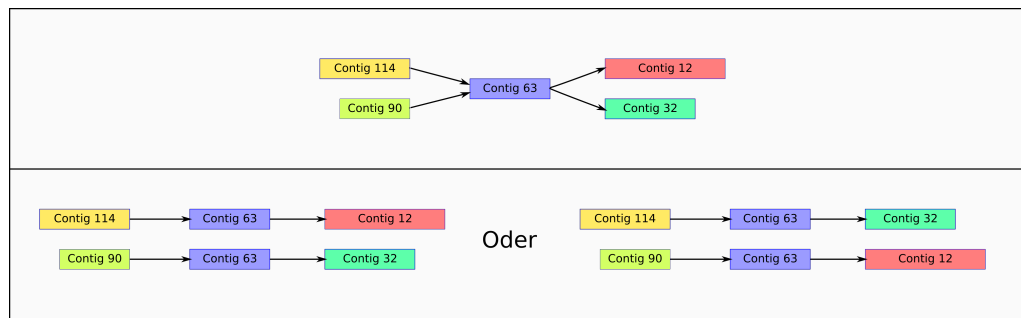 Contig 114
Contig 12
Contig 63
Contig 90
Contig 32
Contig 114 Contig 63 Contig 12
Contig 90 Contig 63 Contig 32
Oder
Contig 114 Contig 63 Contig 32
Contig 90 Contig 63 Contig 12